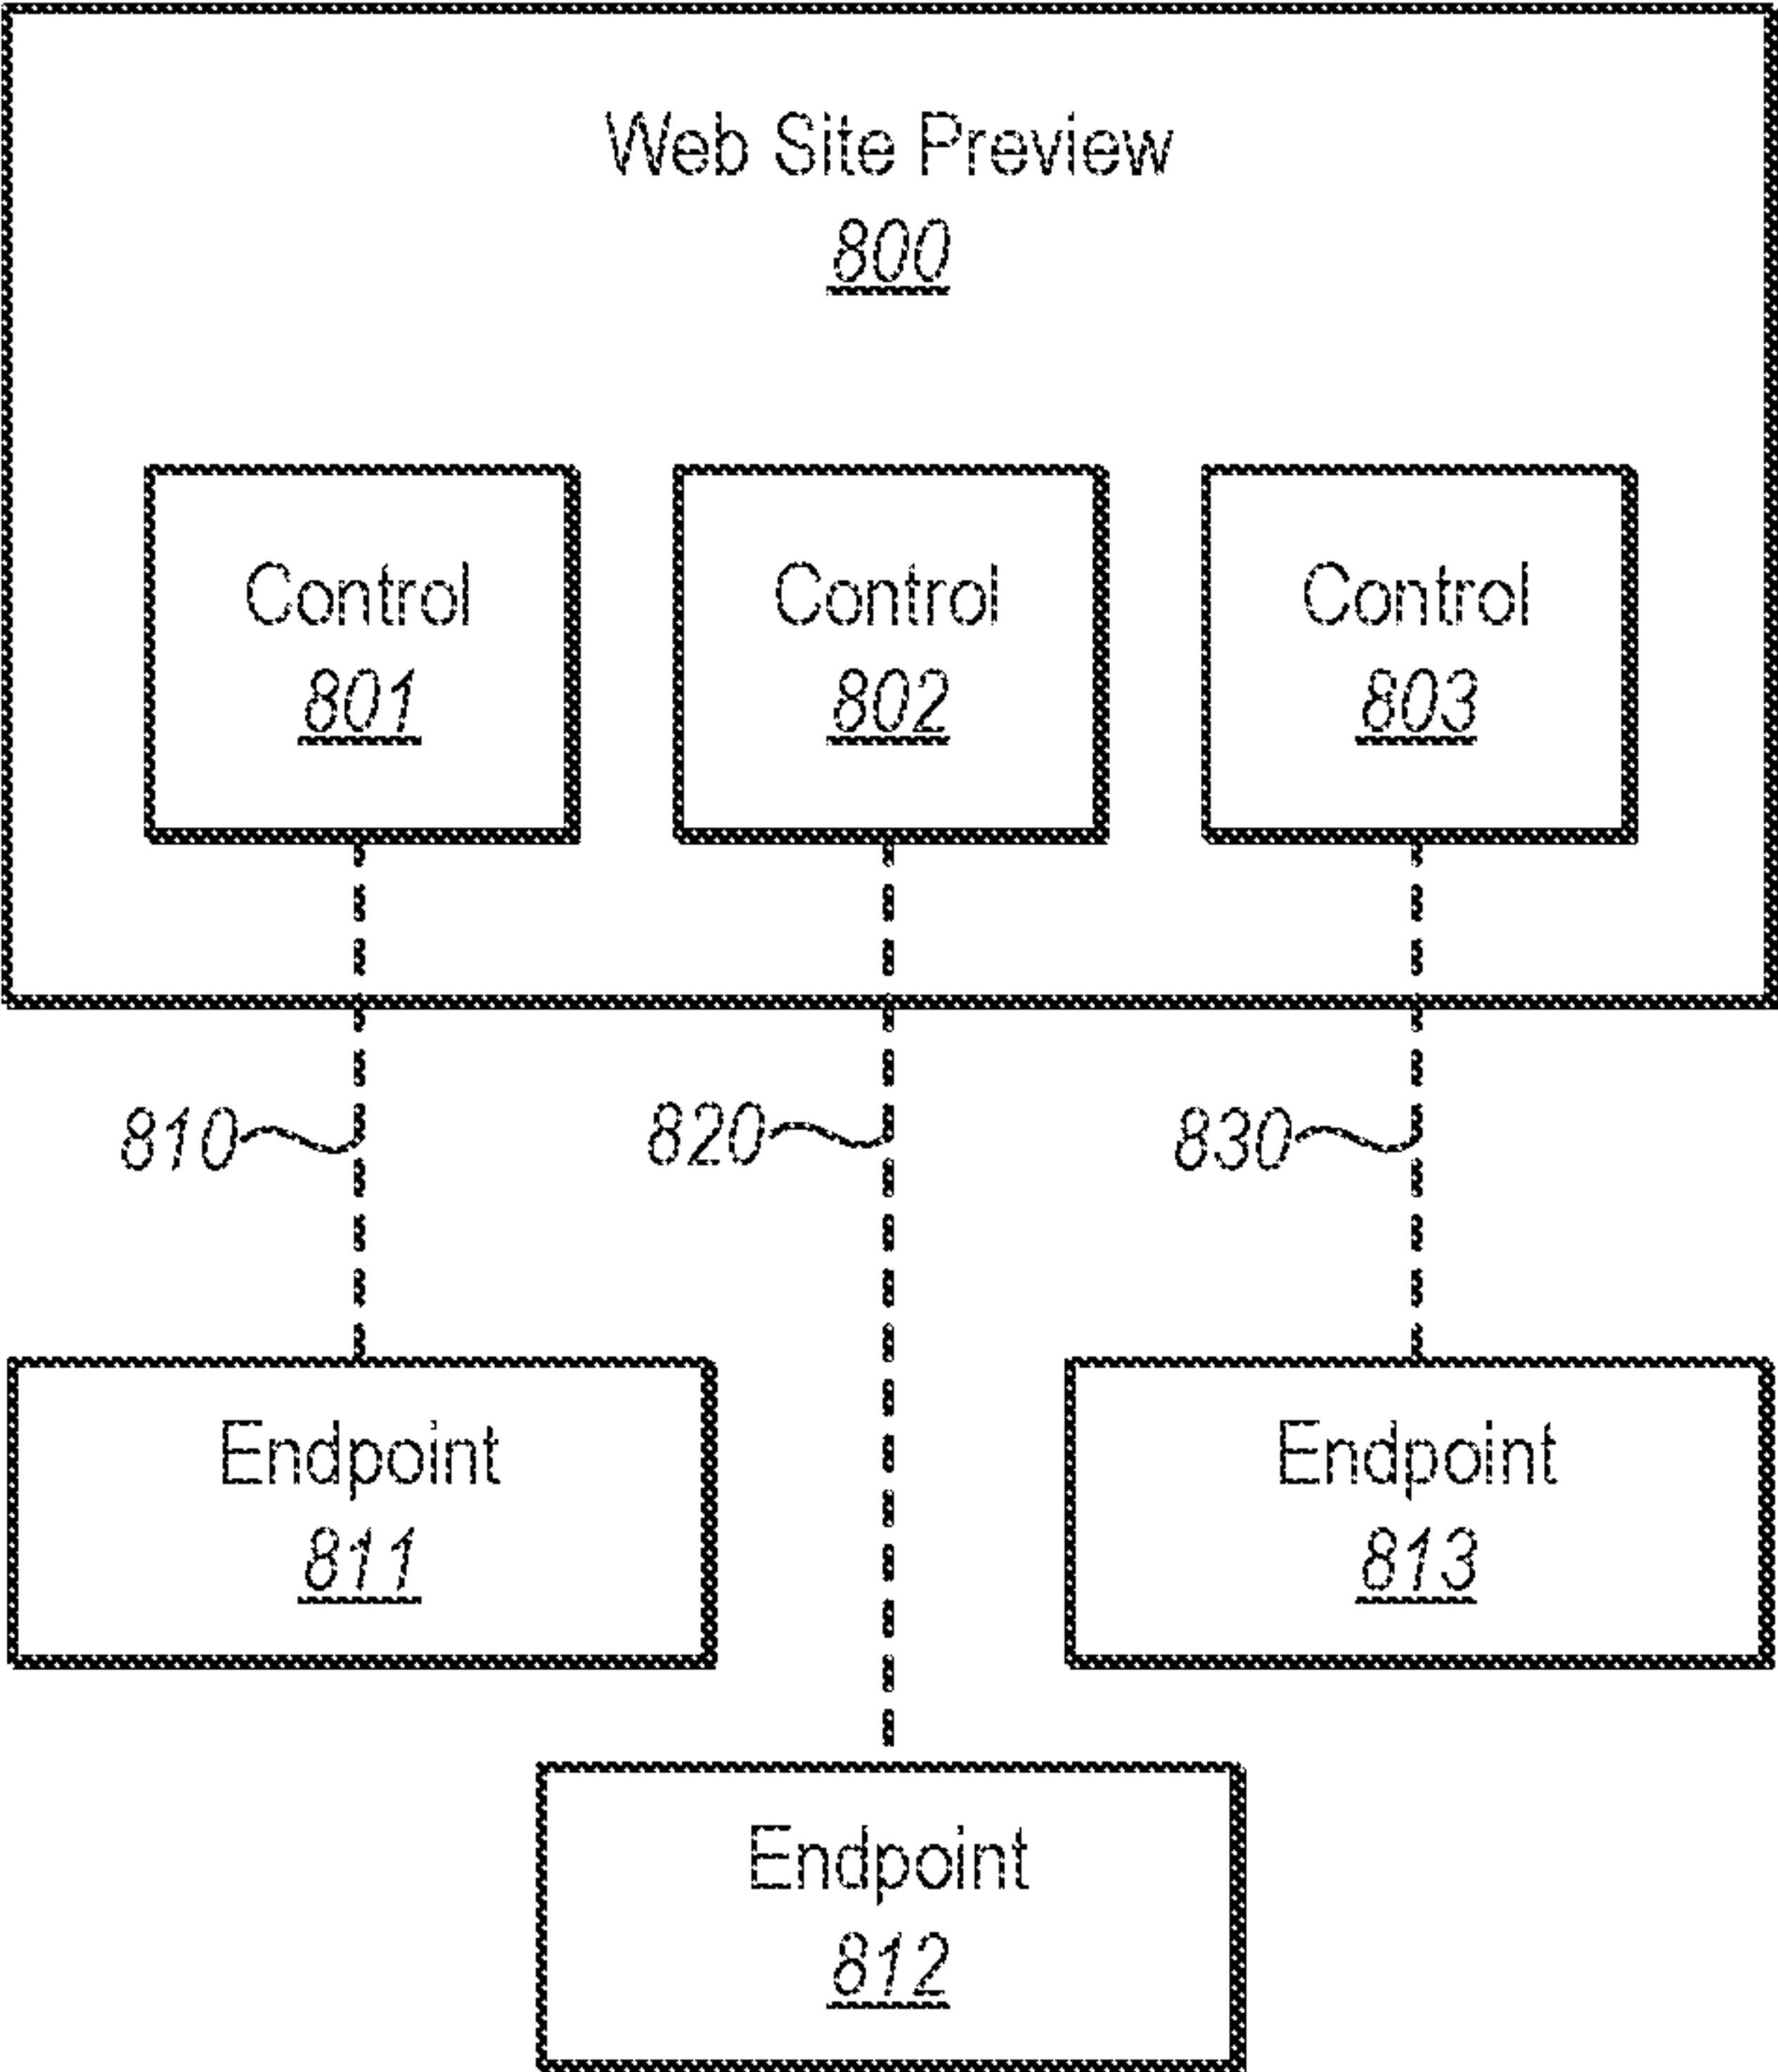 Web Site Preview
800
Control
801
Control
802
Control
803
810
820
830
Endpoint
811
Endpoint
813
Endpoint
812